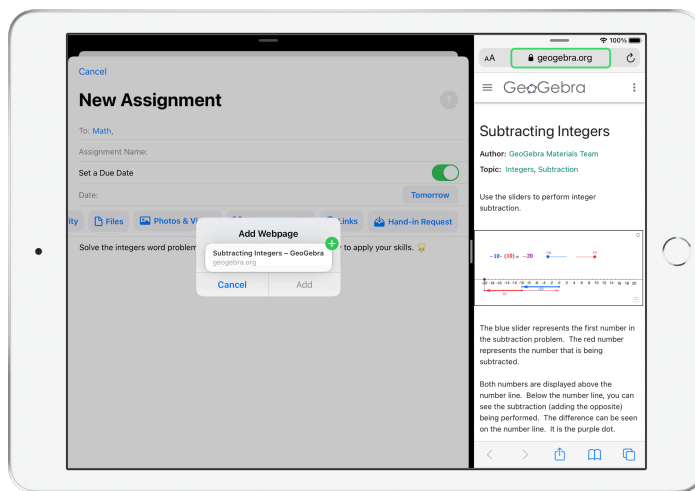 100%
Cancel
New Assignment
To: Math,
Assignment Name:
Set a Due Date
Date:
Tomorrow
ity
Files
Photos & Vi
Links
Hand-in Request
Solve the integers word problem
to apply your skills.
Add Webpage
Subtracting Integers – GeoGebra
geogebra.org
Cancel
Add
AA
geogebra.org
GeoGebra
Subtracting Integers
Author: GeoGebra Materials Team
Topic: Integers, Subtraction
Use the sliders to perform integer
subtraction.
-10- (10) = -20
The blue slider represents the first number in
the subtraction problem. The red number
represents the number that is being
subtracted.
Both numbers are displayed above the
number line. Below the number line, you can
see the subtraction (adding the opposite)
being performed. The difference can be seen
on the number line. It is the purple dot.